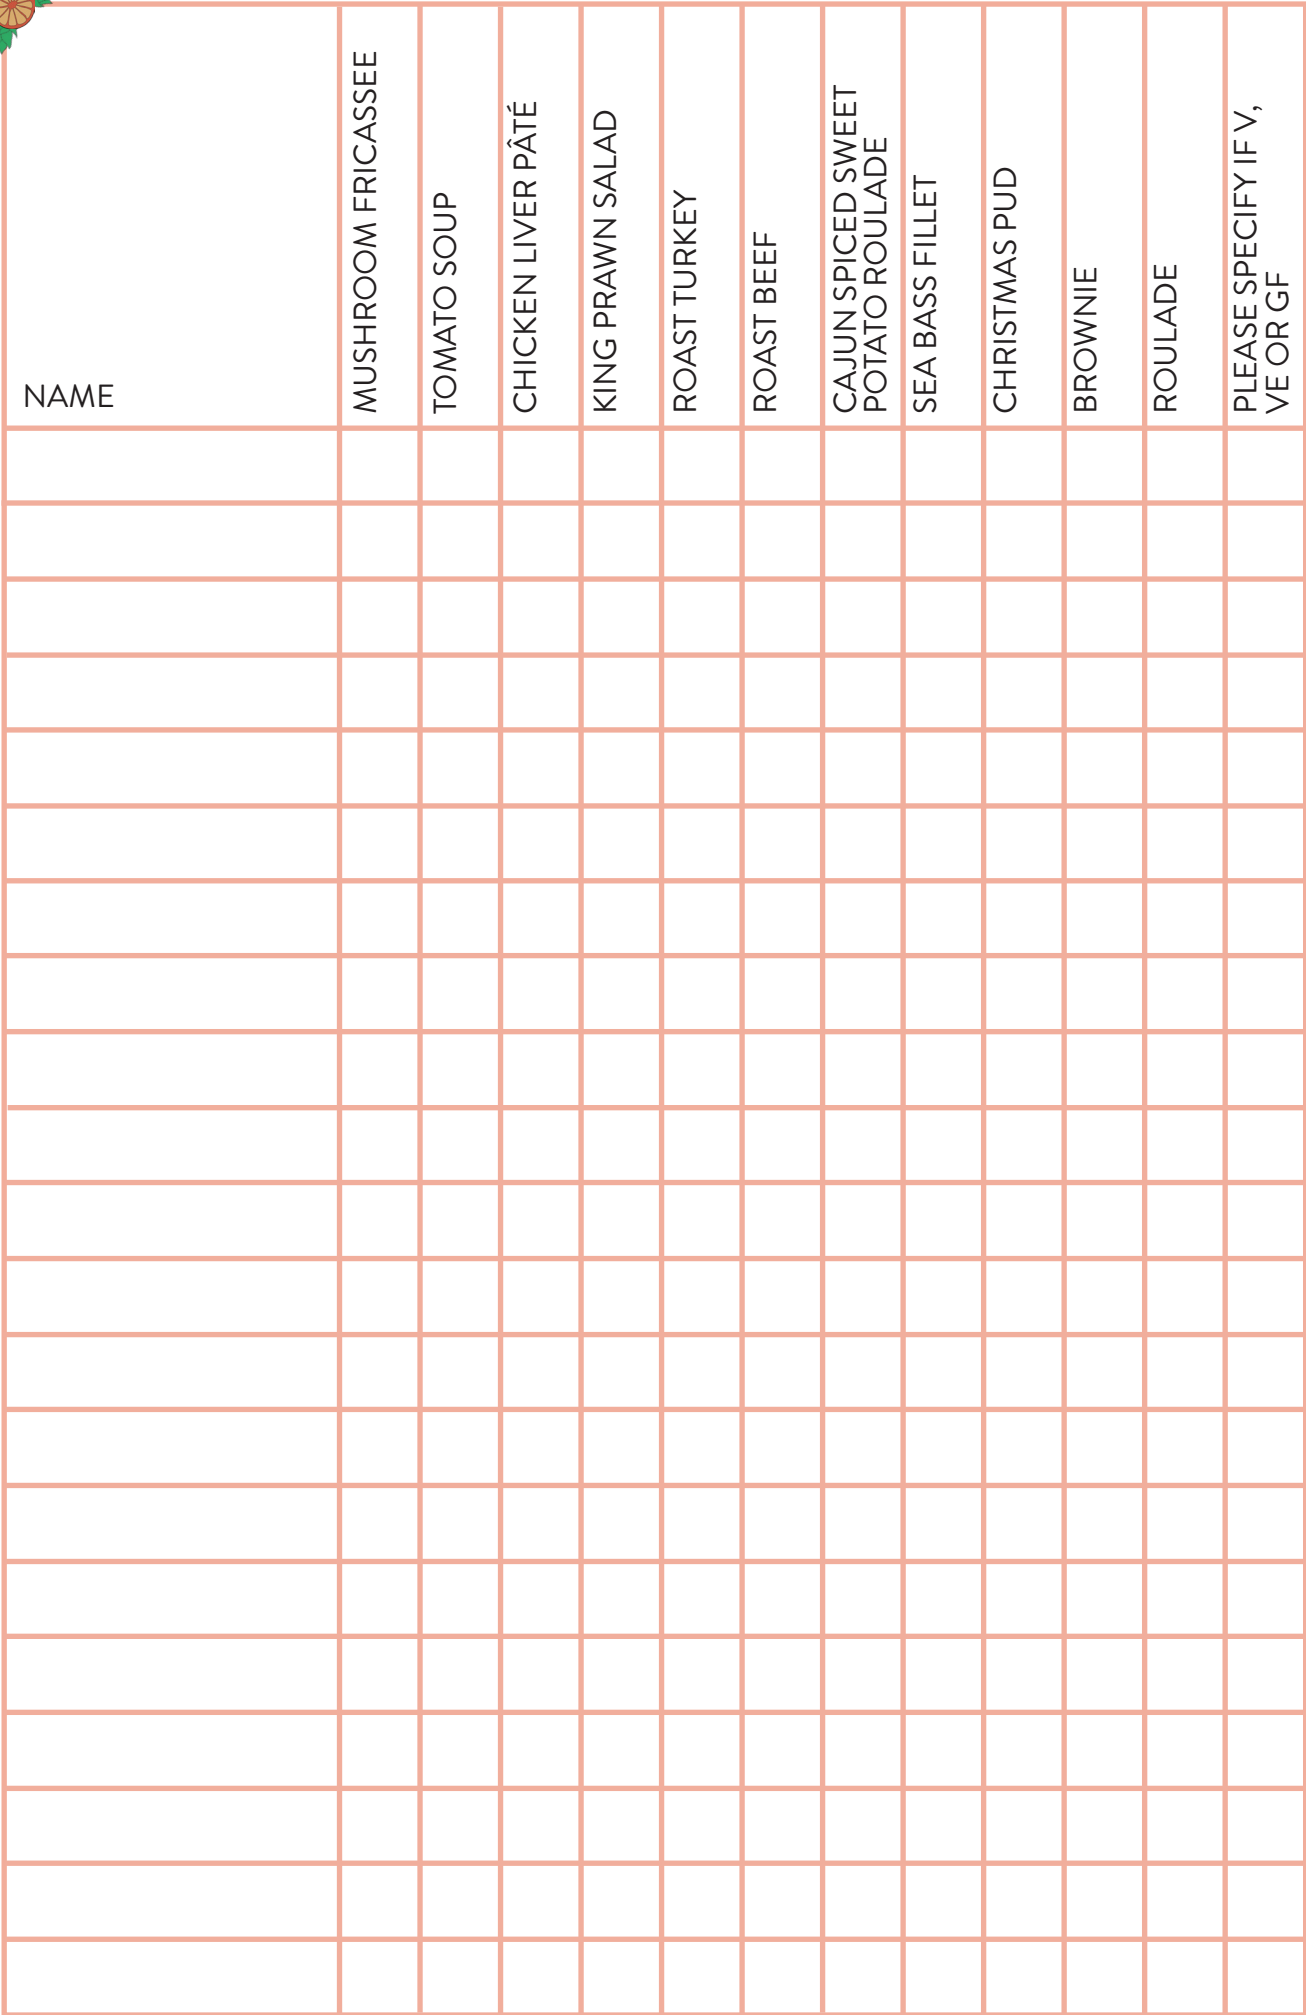 NAME
MUSHROOM FRICASSEE
TOMATO SOUP
CHICKEN LIVER PÂTÉ
KING PRAWN SALAD
ROAST TURKEY
ROAST BEEF
CAJUN SPICED SWEET
POTATO ROULADE
SEA BASS FILLET
CHRISTMAS PUD
BROWNIE
ROULADE
PLEASE SPECIFY IF V,
VE OR GF